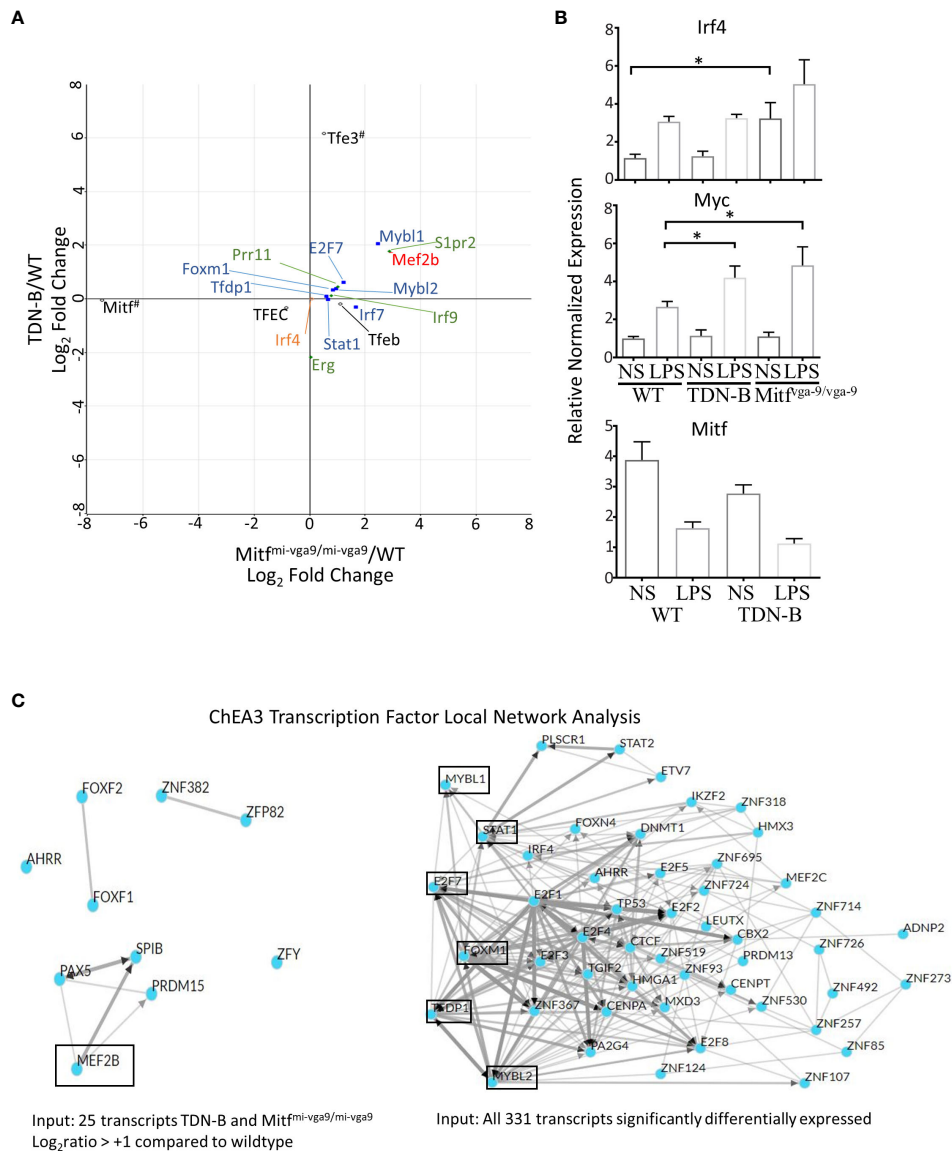 A
8
6
4
2
0
-2
-4
-6
-8
TDN-B/WT
Log2 Fold Change
Tfe3#
Mybl1
S1pr2
Mef2b
E2F7
Prr11
Foxm1
Tfdp1
Mybl2
Mitf#
TFEC
Irf7
Irf9
Irf4
Stat1
Tfeb
Erg
-8 -6 -4 -2 0 2 4 6 8
Mitfmi-vga9/mi-vga9/WT
Log2 Fold Change
B
Relative Normalized Expression
Irf4
8
6
4
2
0
*
Myc
8
6
4
2
0
*
*
NS LPS NS LPS NS LPS
WT TDN-B Mitfvga-9/vga-9
Mitf
5
4
3
2
1
0
NS LPS NS LPS
WT TDN-B
C
ChEA3 Transcription Factor Local Network Analysis
FOXF2
ZNF382
ZFP82
AHRR
FOXF1
SPIB
PAX5
ZFY
PRDM15
MEF2B
Input: 25 transcripts TDN-B and Mitfmi-vga9/mi-vga9
Log2ratio > +1 compared to wildtype
PLSCR1
STAT2
MYBL1
ETV7
IKZF2
ZNF318
STAT1
FOXN4
DNMT1
HMX3
IRF4
ZNF695
E2F7
AHRR
E2F5
MEF2C
ZNF724
E2F1
TP53
E2F2
ZNF714
LEUTX
ADNP2
E2F4
CTCF
CBX2
FOXM1
E2F3
ZNF519
PRDM13
ZNF726
TGIF2
ZNF93
HMGA1
CENPT
ZNF492
ZNF273
TFDP1
ZNF367
CENPA
MXD3
ZNF530
ZNF257
PA2G4
E2F8
ZNF85
MYBL2
ZNF124
ZNF107
Input: All 331 transcripts significantly differentially expressed